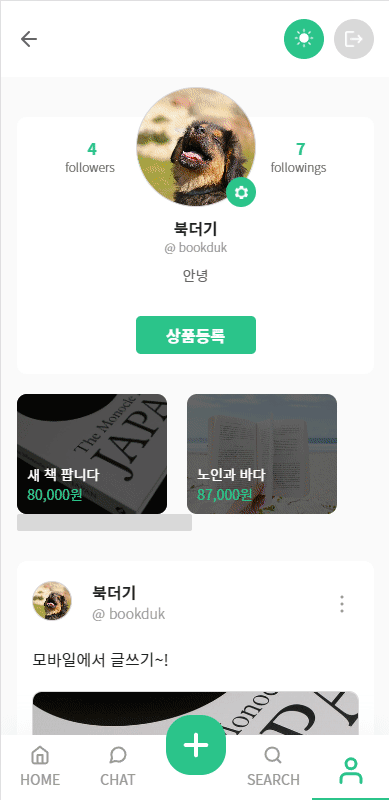 4
followers
7
followings
북더기
@ bookduk
안녕
상품등록
The Monocle
JAPA
새 책 팝니다
80,000원
노인과 바다
87,000원
북더기
@ bookduk
모바일에서 글쓰기~!
HOME
CHAT
SEARCH